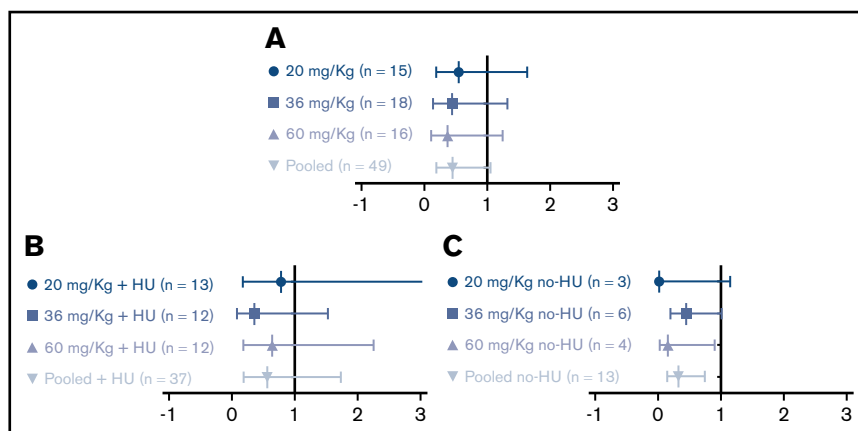 A
20 mg/Kg (n = 15)
36 mg/Kg (n = 18)
60 mg/Kg (n = 16)
Pooled (n = 49)
-1 0 1 2 3
B
20 mg/Kg + HU (n = 13)
36 mg/Kg + HU (n = 12)
60 mg/Kg + HU (n = 12)
Pooled + HU (n = 37)
-1 0 1 2 3
C
20 mg/Kg no-HU (n = 3)
36 mg/Kg no-HU (n = 6)
60 mg/Kg no-HU (n = 4)
Pooled no-HU (n = 13)
-1 0 1 2 3